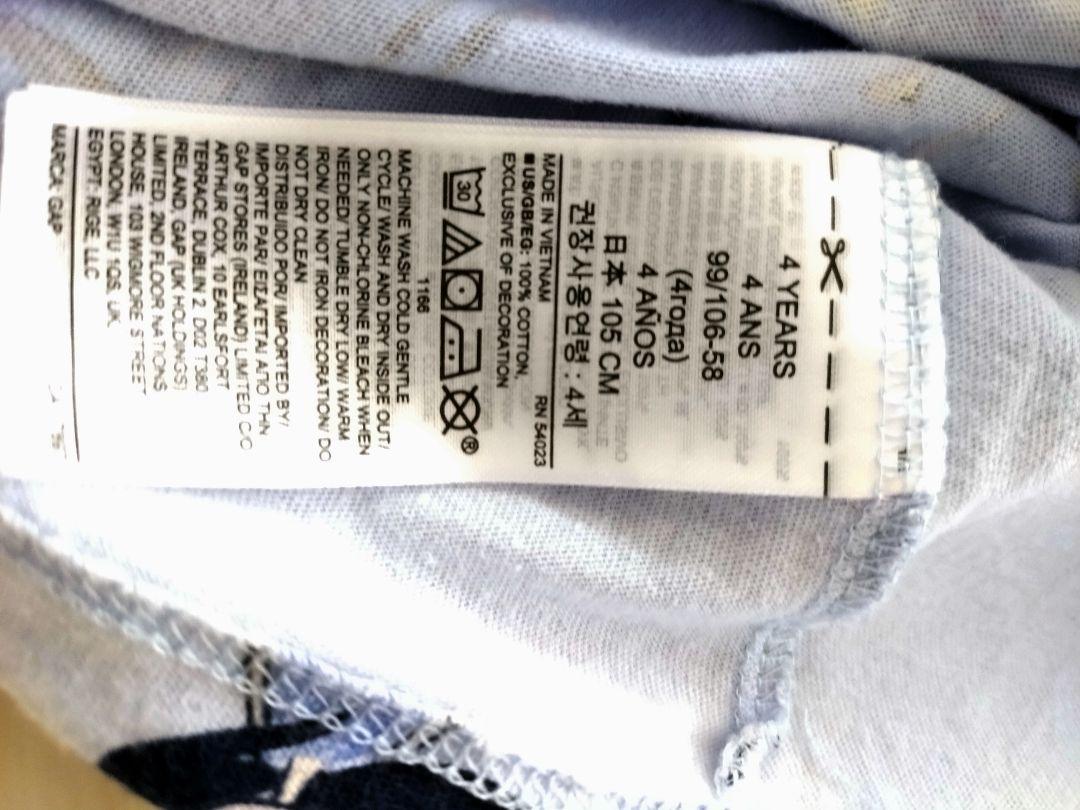 4 YEARS
4 ANS
99/106-58
(4года)
4 AÑOS
日本 105 CM
권장사용연령 : 4세
RN 54023
MADE IN VIETNAM
■ US/GB/EG: 100% COTTON,
EXCLUSIVE OF DECORATION
30
®
1166
MACHINE WASH COLD GENTLE
CYCLE/ WASH AND DRY INSIDE OUT/
ONLY NON-CHLORINE BLEACH WHEN
NEEDED/ TUMBLE DRY LOW/ WARM
IRON/ DO NOT IRON DECORATION/ DO
NOT DRY CLEAN
DISTRIBUIDO POR/ IMPORTED BY/
IMPORTE PAR/ ΕΙΣΑΓΕΤΑΙ ΑΠΟ ΤΗΝ
GAP STORES (IRELAND) LIMITED C/O
ARTHUR COX, 10 EARLSFORT
TERRACE, DUBLIN 2, D02 T380
IRELAND, GAP (UK HOLDINGS)
LIMITED, 2ND FLOOR NATIONS
HOUSE, 103 WIGMORE STREET
LONDON, W1U 1QS, UK
EGYPT: RIGE, LLC
MARCA: GAP